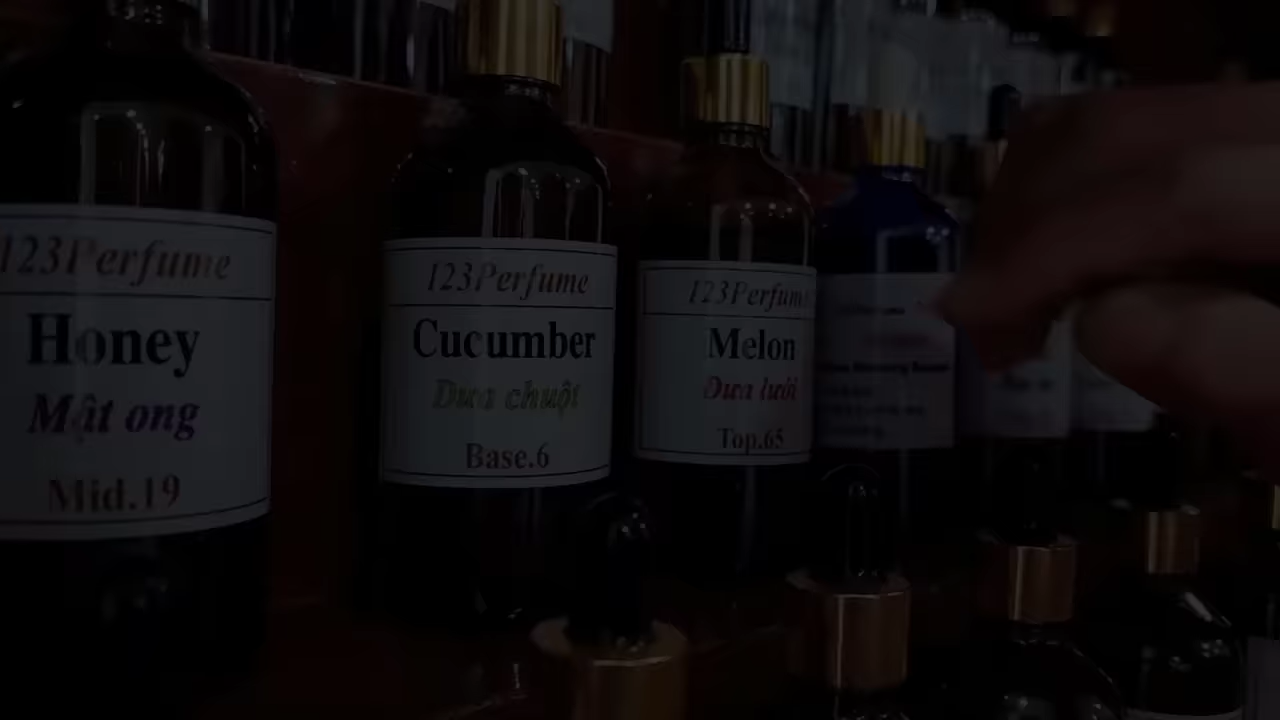 123Perfume
Honey
Mật ong
Mid.19
123Perfume
Cucumber
Dưa chuột
Base.6
123Perfume
Melon
Dưa lưới
Top.65